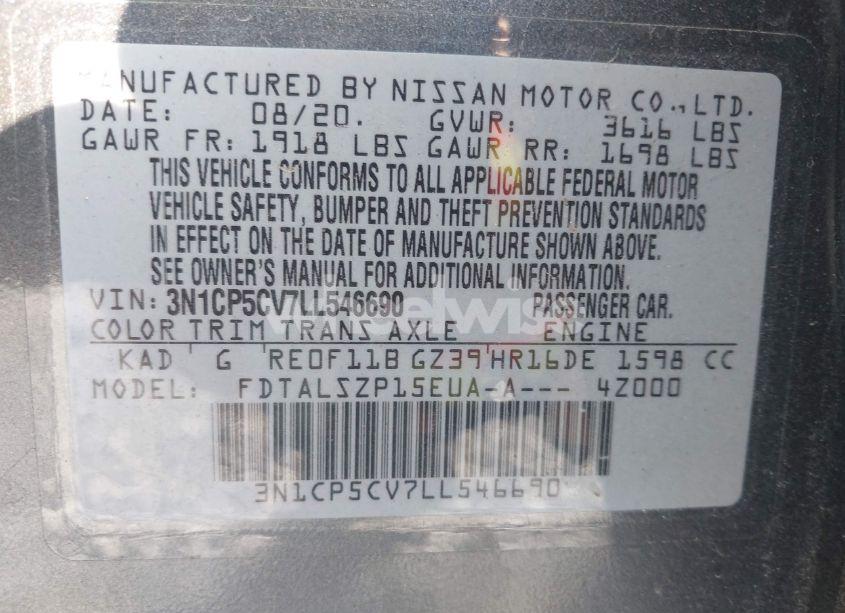 MANUFACTURED BY NISSAN MOTOR CO., LTD.
DATE: 08/20. GVWR: 3616 LBS
GAWR FR: 1918 LBS GAWR RR: 1698 LBS
THIS VEHICLE CONFORMS TO ALL APPLICABLE FEDERAL MOTOR
VEHICLE SAFETY, BUMPER AND THEFT PREVENTION STANDARDS
IN EFFECT ON THE DATE OF MANUFACTURE SHOWN ABOVE.
SEE OWNER'S MANUAL FOR ADDITIONAL INFORMATION.
VIN: 3N1CP5CV7LL546690 PASSENGER CAR.
COLOR TRIM TRANS AXLE ENGINE
KAD G RE0F11B GZ39 HR16DE 1598 CC
MODEL: FDTALSZP15EUA-A--- 4Z000
3N1CP5CV7LL546690